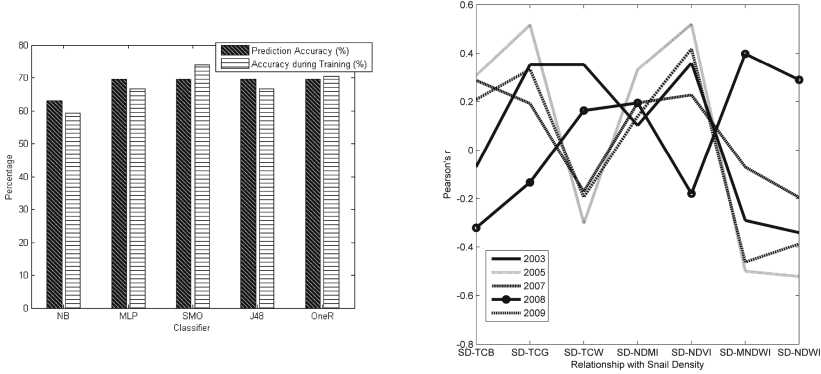 Prediction Accuracy (%)
Accuracy during Training (%)
80
70
60
50
40
30
20
10
0
Percentage
NB MLP SMO J48 OneR
Classifier
0.6
0.4
0.2
0
-0.2
-0.4
-0.6
-0.8
Pearson's r
2003
2005
2007
2008
2009
SD-TCB SD-TCG SD-TCW SD-NDMI SD-NDVI SD-MNDWI SD-NDWI
Relationship with Snail Density